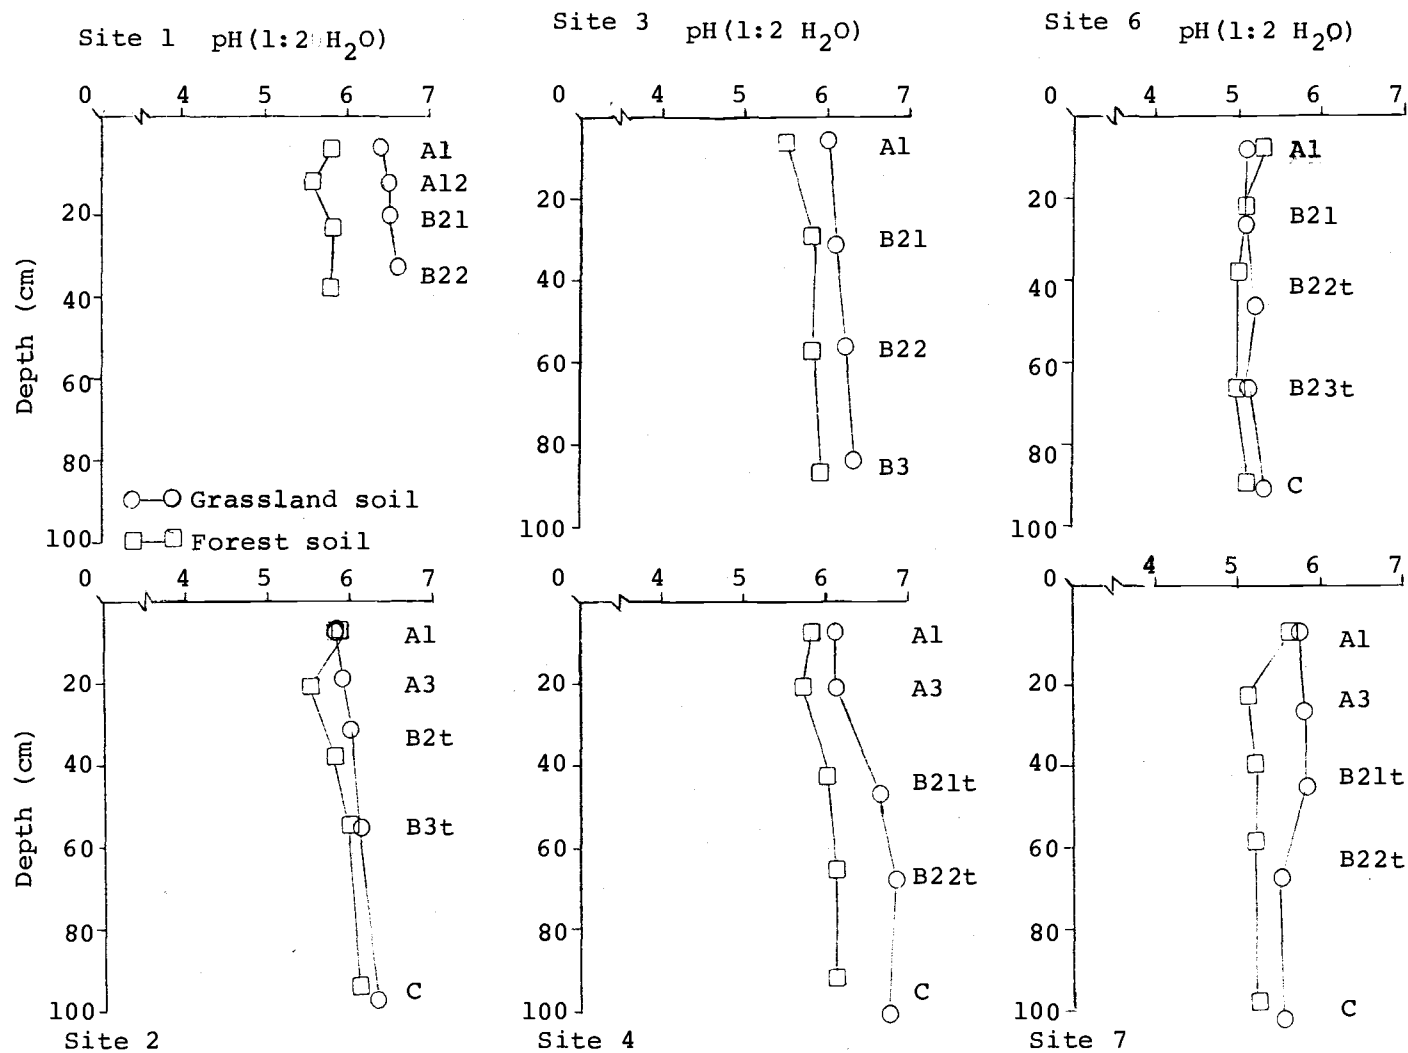 Site 1 pH(1:2 H2O)
0 4 5 6 7
A1
A12
B21
B22
20
40
60
80
100
Depth (cm)
Grassland soil
Forest soil
Site 3 pH(1:2 H2O)
0 4 5 6 7
A1
B21
B22
B3
20
40
60
80
100
Site 6 pH(1:2 H2O)
0 4 5 6 7
A1
B21
B22t
B23t
C
20
40
60
80
100
0 4 5 6 7
A1
A3
B2t
B3t
C
20
40
60
80
100
Depth (cm)
Site 2
0 4 5 6 7
A1
A3
B21t
B22t
C
20
40
60
80
100
Site 4
0 4 5 6 7
A1
A3
B21t
B22t
C
20
40
60
80
100
Site 7